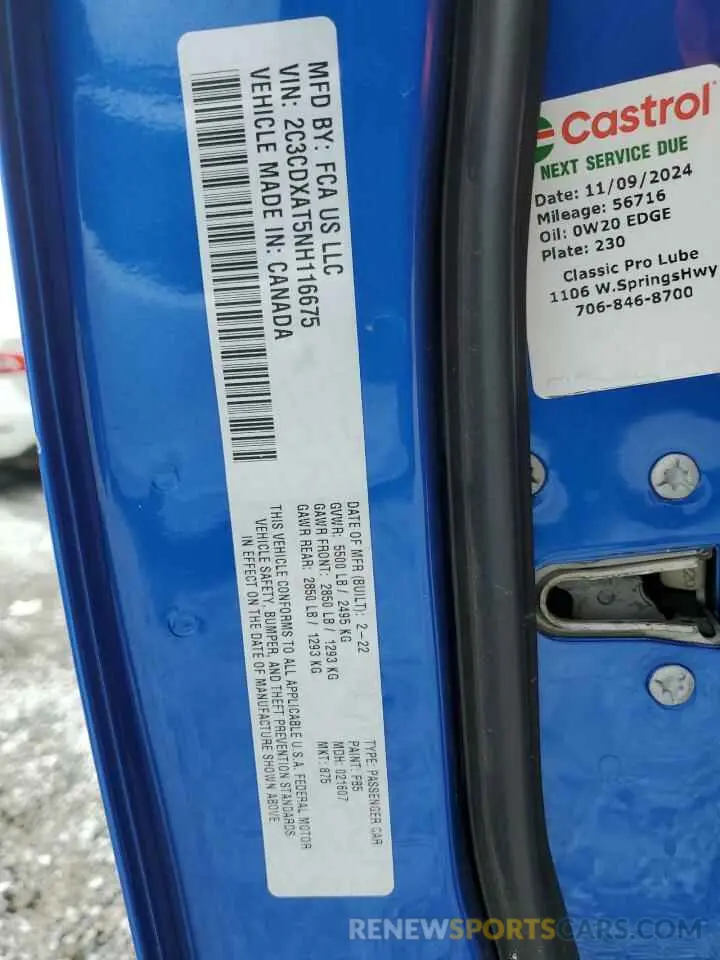 MFD BY: FCA US LLC
VIN: 2C3CDXAT5NH116675
VEHICLE MADE IN: CANADA
DATE OF MFR (BUILT): 2-22
GVWR: 5500 LB / 2495 KG
GAWR FRONT: 2850 LB / 1293 KG
GAWR REAR: 2850 LB / 1293 KG
THIS VEHICLE CONFORMS TO ALL APPLICABLE U.S.A. FEDERAL MOTOR
VEHICLE SAFETY, BUMPER, AND THEFT PREVENTION STANDARDS
IN EFFECT ON THE DATE OF MANUFACTURE SHOWN ABOVE
TYPE: PASSENGER CAR
PAINT: PB5
MDH: 021607
MKT: 875
Castrol
NEXT SERVICE DUE
Date: 11/09/2024
Mileage: 56716
Oil: 0W20 EDGE
Plate: 230
Classic Pro Lube
1106 W.SpringsHwy
706-846-8700
RENEWSPORTSCARS.COM